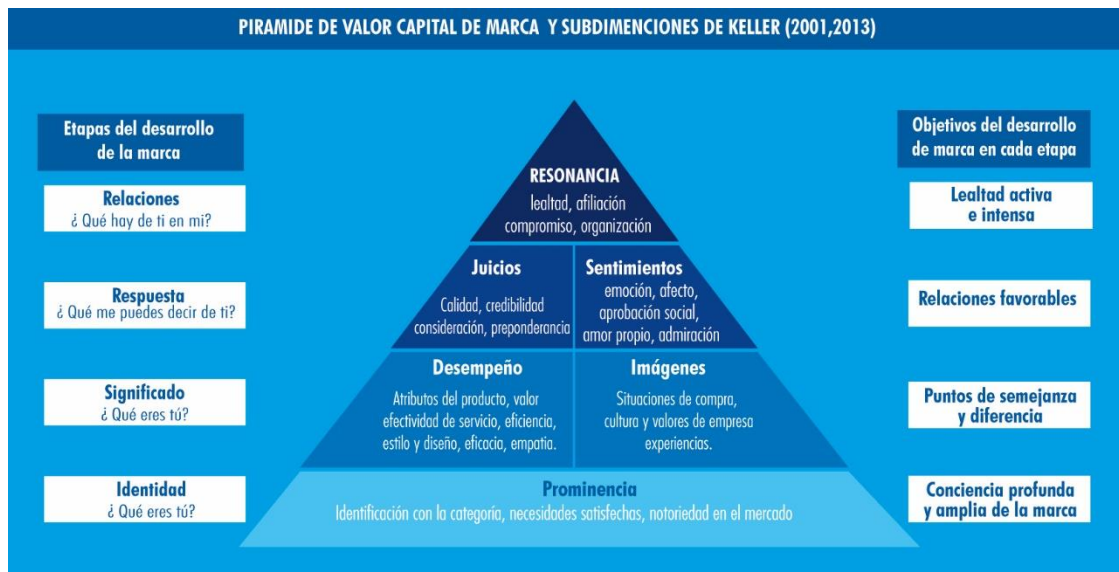 PIRAMIDE DE VALOR CAPITAL DE MARCA Y SUBDIMENCIONES DE KELLER (2001,2013)
Etapas del desarrollo
de la marca
Relaciones
¿ Qué hay de ti en mi?
Respuesta
¿ Qué me puedes decir de ti?
Significado
¿ Qué eres tú?
Identidad
¿ Qué eres tú?
RESONANCIA
lealtad, afiliación
compromiso, organización
Juicios
Calidad, credibilidad
consideración, preponderancia
Sentimientos
emoción, afecto,
aprobación social,
amor propio, admiración
Desempeño
Atributos del producto, valor
efectividad de servicio, eficiencia,
estilo y diseño, eficacia, empatia.
Imágenes
Situaciones de compra,
cultura y valores de empresa
experiencias.
Prominencia
Identificación con la categoría, necesidades satisfechas, notoriedad en el mercado
Objetivos del desarrollo
de marca en cada etapa
Lealtad activa
e intensa
Relaciones favorables
Puntos de semejanza
y diferencia
Conciencia profunda
y amplia de la marca